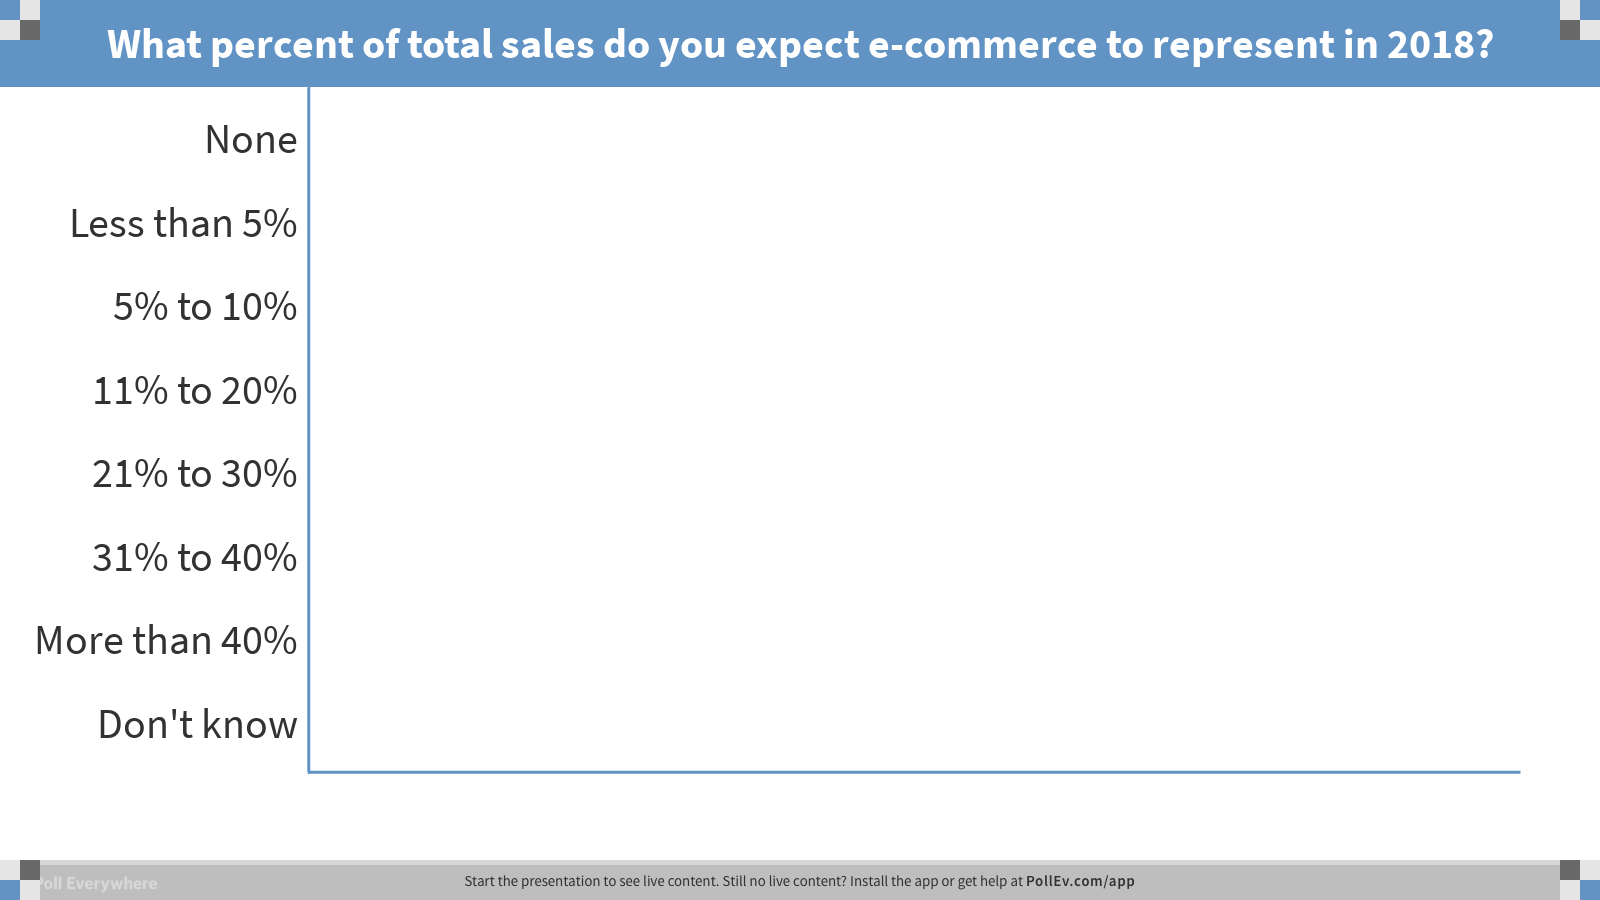 What percent of total sales do you expect e-commerce to represent in 2018?
None
Less than 5%
5% to 10%
11% to 20%
21% to 30%
31% to 40%
More than 40%
Don't know
Poll Everywhere
Start the presentation to see live content. Still no live content? Install the app or get help at PollEv.com/app